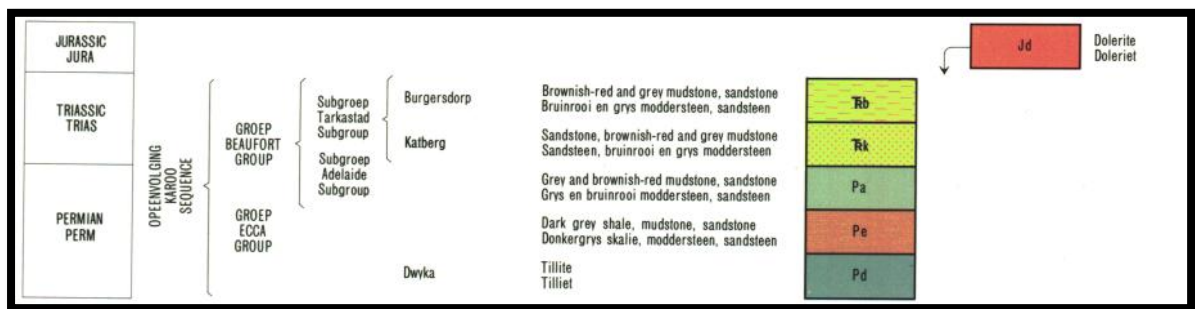 JURASSIC
JURA
TRIASSIC
TRIAS
PERMIAN
PERM
OPEENVOLGING
KAROO
SEQUENCE
GROEP
BEAUFORT
GROUP
GROEP
ECCA
GROUP
Subgroep
Tarkastad
Subgroup
Subgroep
Adelaide
Subgroup
Burgersdorp
Katberg
Dwyka
Brownish-red and grey mudstone, sandstone
Bruinrooi en grys moddersteen, sandsteen
Sandstone, brownish-red and grey mudstone
Sandsteen, bruinrooi en grys moddersteen
Grey and brownish-red mudstone, sandstone
Grys en bruinrooi moddersteen, sandsteen
Dark grey shale, mudstone, sandstone
Donkergrys skalie, moddersteen, sandsteen
Tillite
Tilliet
Ꞧb
Ꞧk
Pa
Pe
Pd
Jd
Dolerite
Doleriet